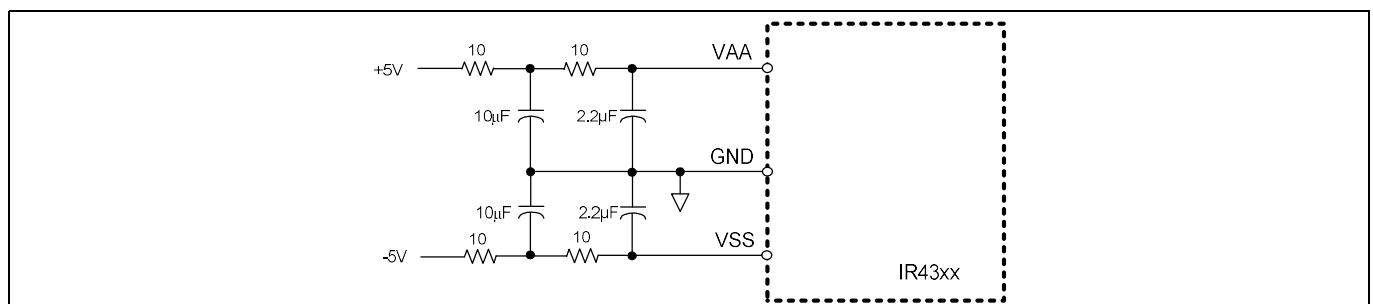 10 10 VAA
+5V
10μF 2.2μF
GND
10μF 2.2μF
10 10 VSS
-5V
IR43xx